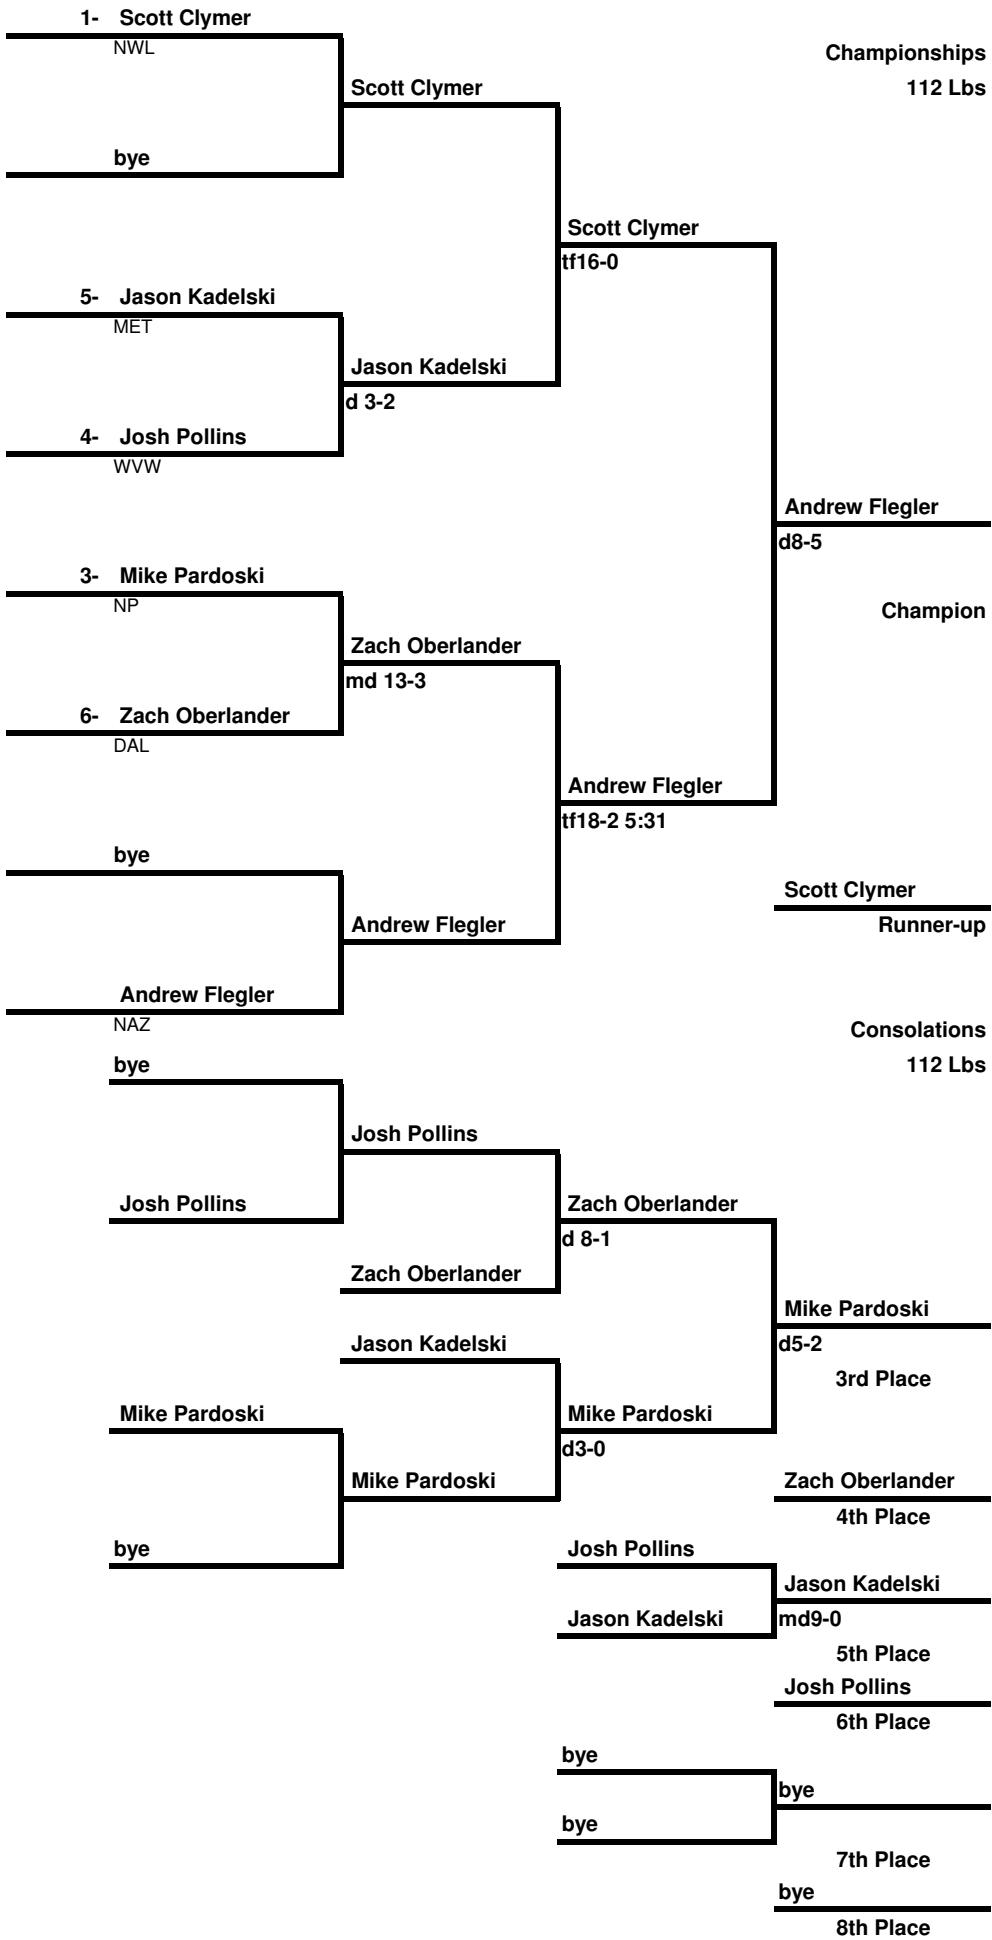 1- Scott Clymer
NWL
Championships
Scott Clymer
112 Lbs
bye
Scott Clymer
tf16-0
5- Jason Kadelski
MET
Jason Kadelski
d 3-2
4- Josh Pollins
WVW
Andrew Flegler
d8-5
3- Mike Pardoski
NP
Champion
Zach Oberlander
md 13-3
6- Zach Oberlander
DAL
Andrew Flegler
tf18-2 5:31
bye
Scott Clymer
Runner-up
Andrew Flegler
Andrew Flegler
NAZ
Consolations
bye
112 Lbs
Josh Pollins
Josh Pollins
Zach Oberlander
d 8-1
Zach Oberlander
Mike Pardoski
Jason Kadelski
d5-2
3rd Place
Mike Pardoski
Mike Pardoski
d3-0
Mike Pardoski
Zach Oberlander
4th Place
bye
Josh Pollins
Jason Kadelski
Jason Kadelski
md9-0
5th Place
Josh Pollins
6th Place
bye
bye
bye
7th Place
bye
8th Place